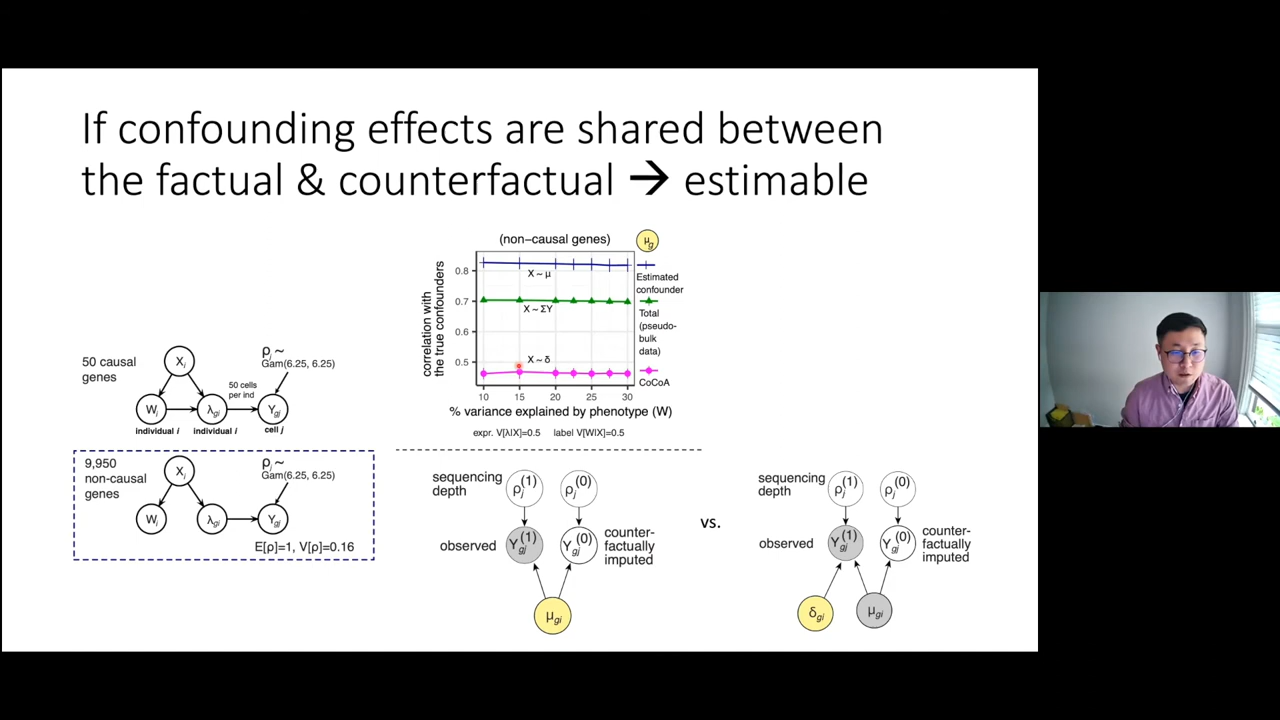 If confounding effects are shared between
the factual & counterfactual → estimable
50 causal
genes
Xi
ρj ~
Gam(6.25, 6.25)
50 cells
per ind
Wi
λgi
Ygj
individual i
individual i
cell j
9,950
non-causal
genes
Xi
ρj ~
Gam(6.25, 6.25)
Wi
λgi
Ygj
E[ρ]=1, V[ρ]=0.16
(non−causal genes)
μg
correlation with
the true confounders
0.8
0.7
0.6
0.5
X ~ μ
X ~ ΣY
X ~ δ
10
15
20
25
30
% variance explained by phenotype (W)
expr. V[λ|X]=0.5 label V[W|X]=0.5
Estimated
confounder
Total
(pseudo-
bulk
data)
CoCoA
sequencing
depth
ρj(1)
ρj(0)
observed
Ygj(1)
Ygj(0)
counter-
factually
imputed
μgi
vs.
sequencing
depth
ρj(1)
ρj(0)
observed
Ygj(1)
Ygj(0)
counter-
factually
imputed
δgi
μgi